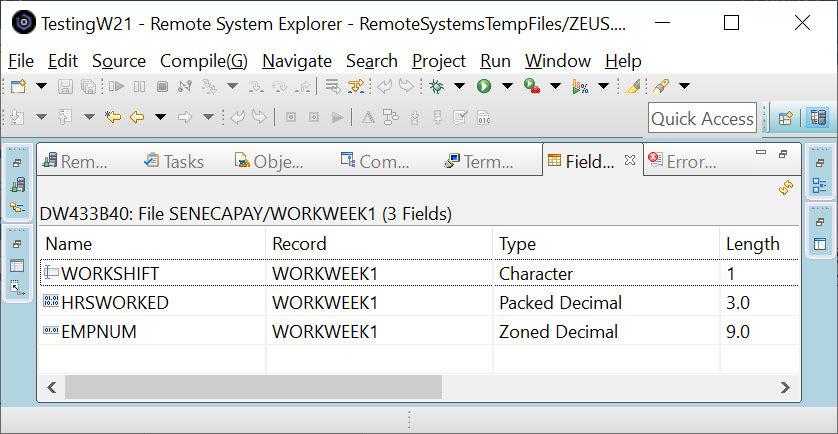 TestingW21 - Remote System Explorer - RemoteSystemsTempFiles/ZEUS....
File Edit Source Compile(G) Navigate Search Project Run Window Help
Quick Access
Rem... Tasks Obje... Com... Term... Field... Error...
DW433B40: File SENECAPAY/WORKWEEK1 (3 Fields)
Name Record Type Length
WORKSHIFT WORKWEEK1 Character 1
HRSWORKED WORKWEEK1 Packed Decimal 3.0
EMPNUM WORKWEEK1 Zoned Decimal 9.0